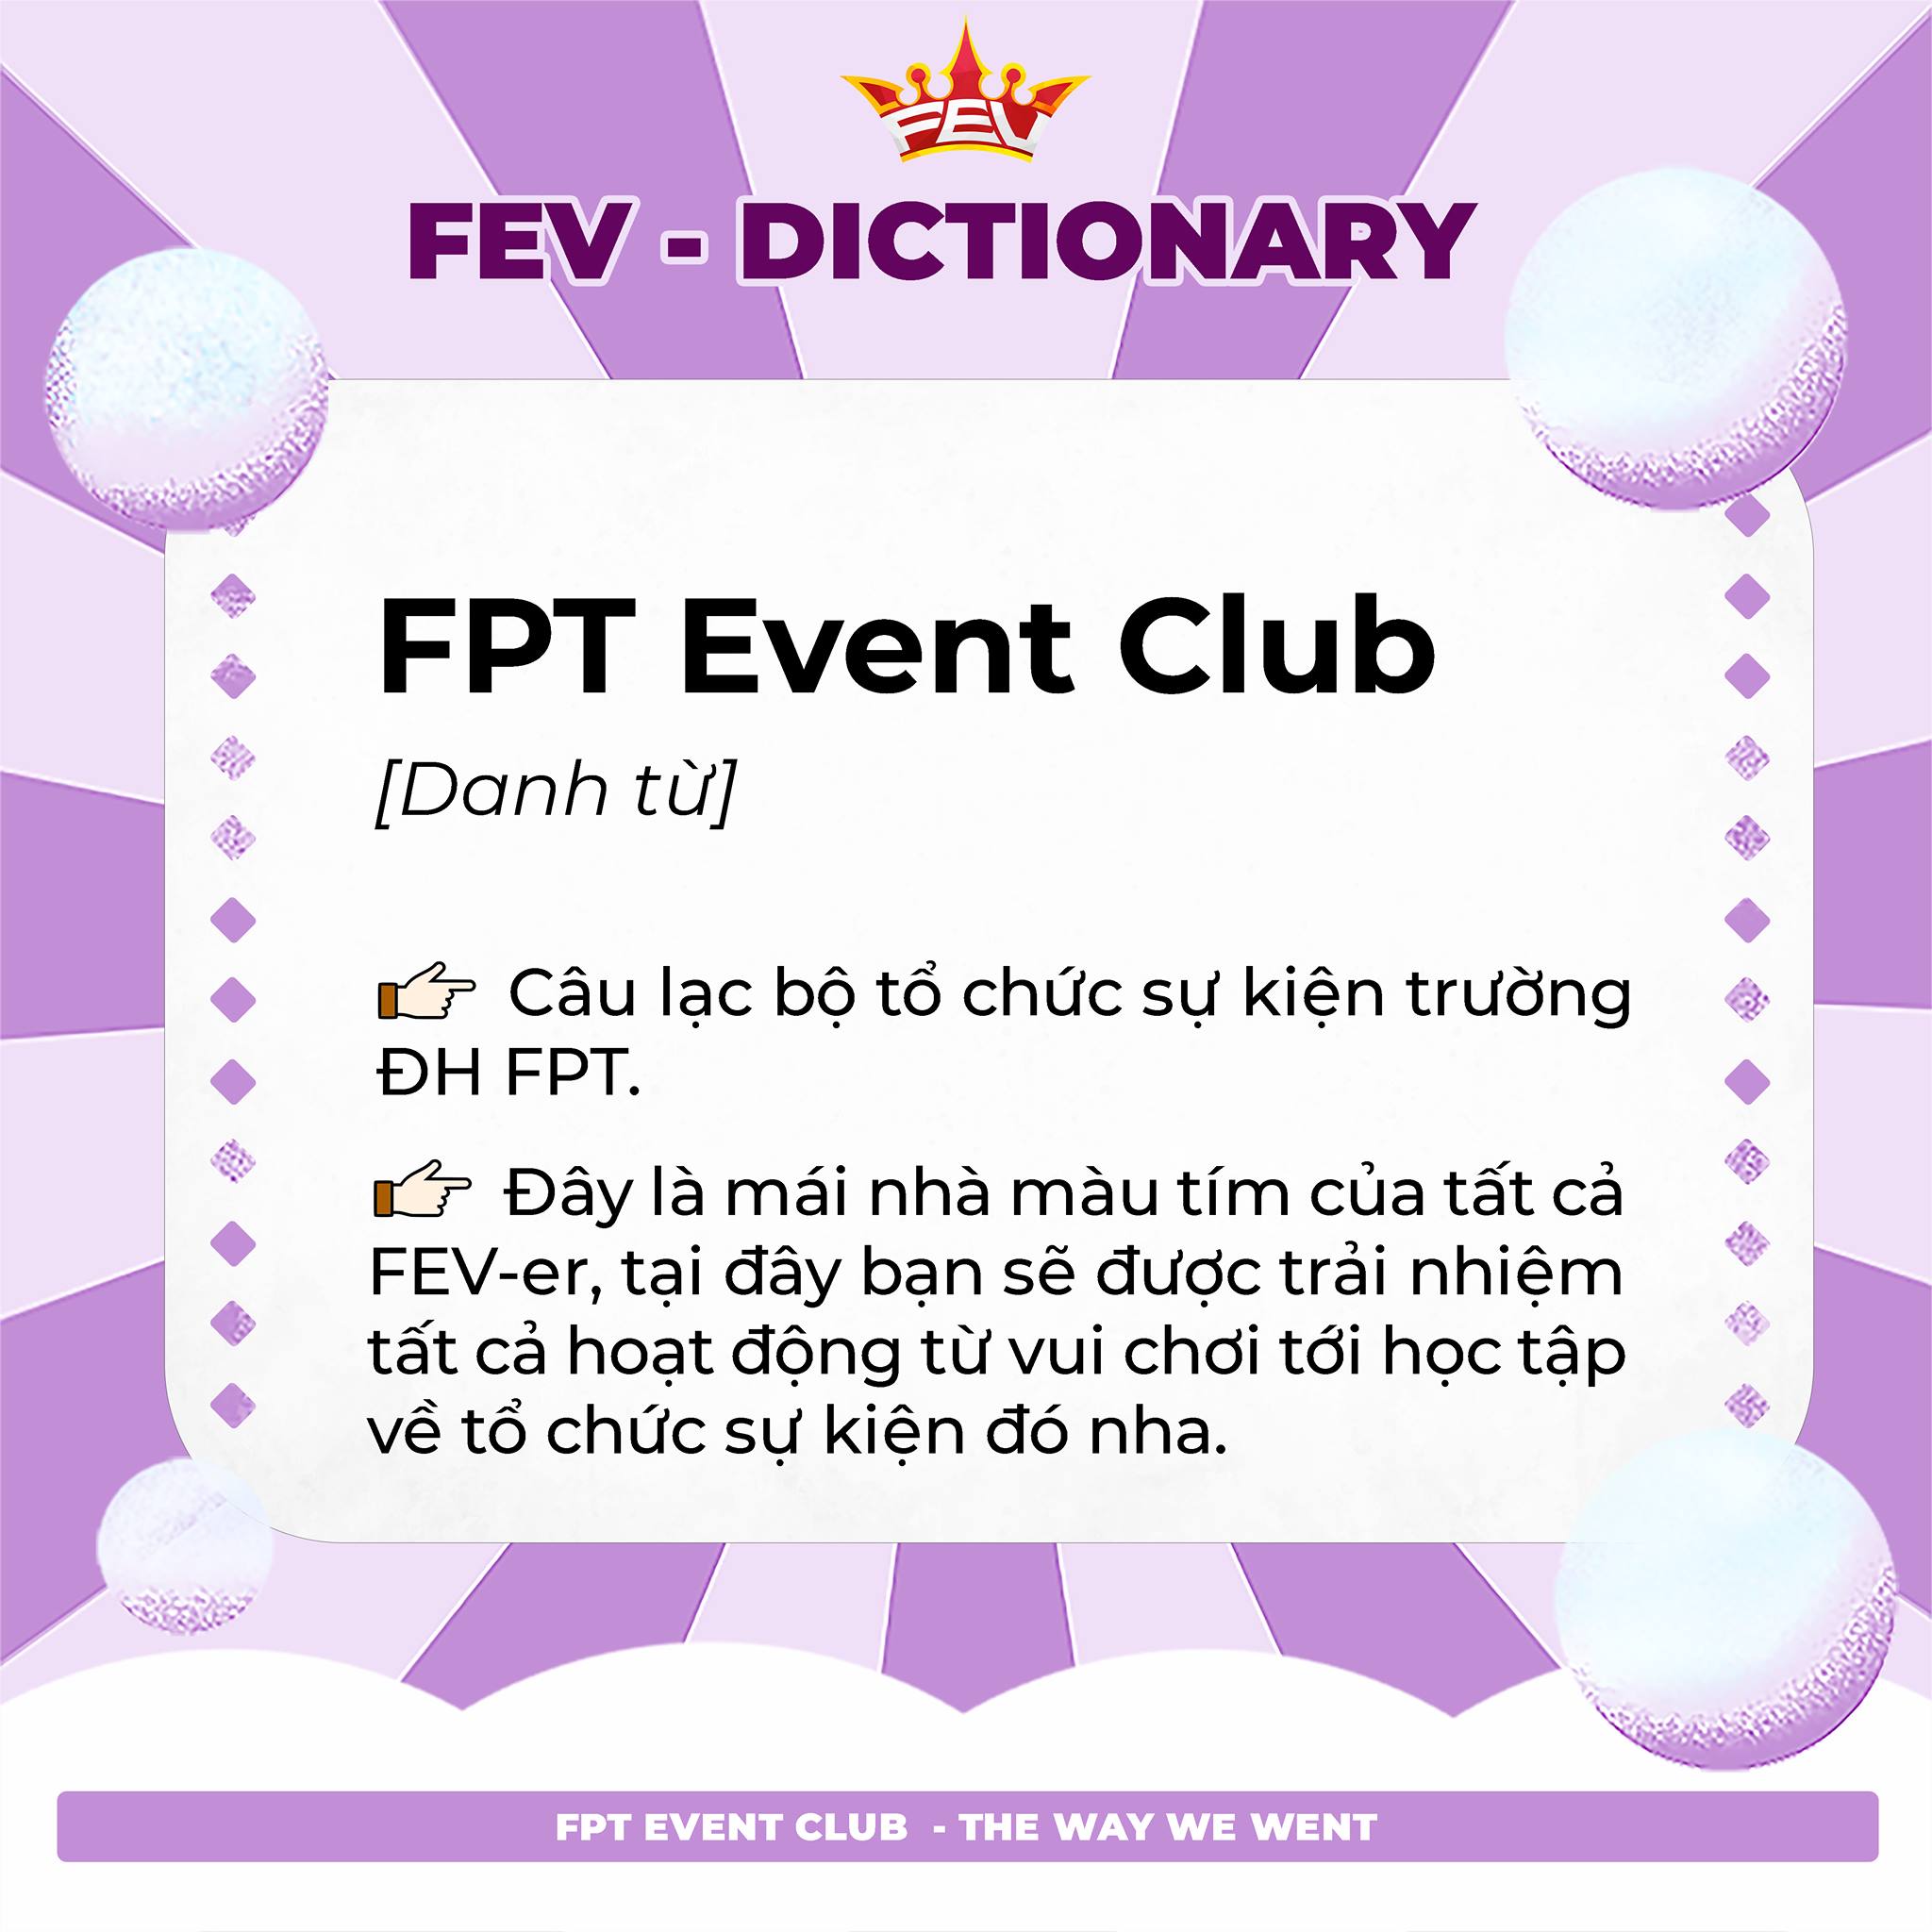 FEV
FEV - DICTIONARY
FPT Event Club
[Danh từ]
👉 Câu lạc bộ tổ chức sự kiện trường
ĐH FPT.
👉 Đây là mái nhà màu tím của tất cả
FEV-er, tại đây bạn sẽ được trải nhiệm
tất cả hoạt động từ vui chơi tới học tập
về tổ chức sự kiện đó nha.
FPT EVENT CLUB - THE WAY WE WENT